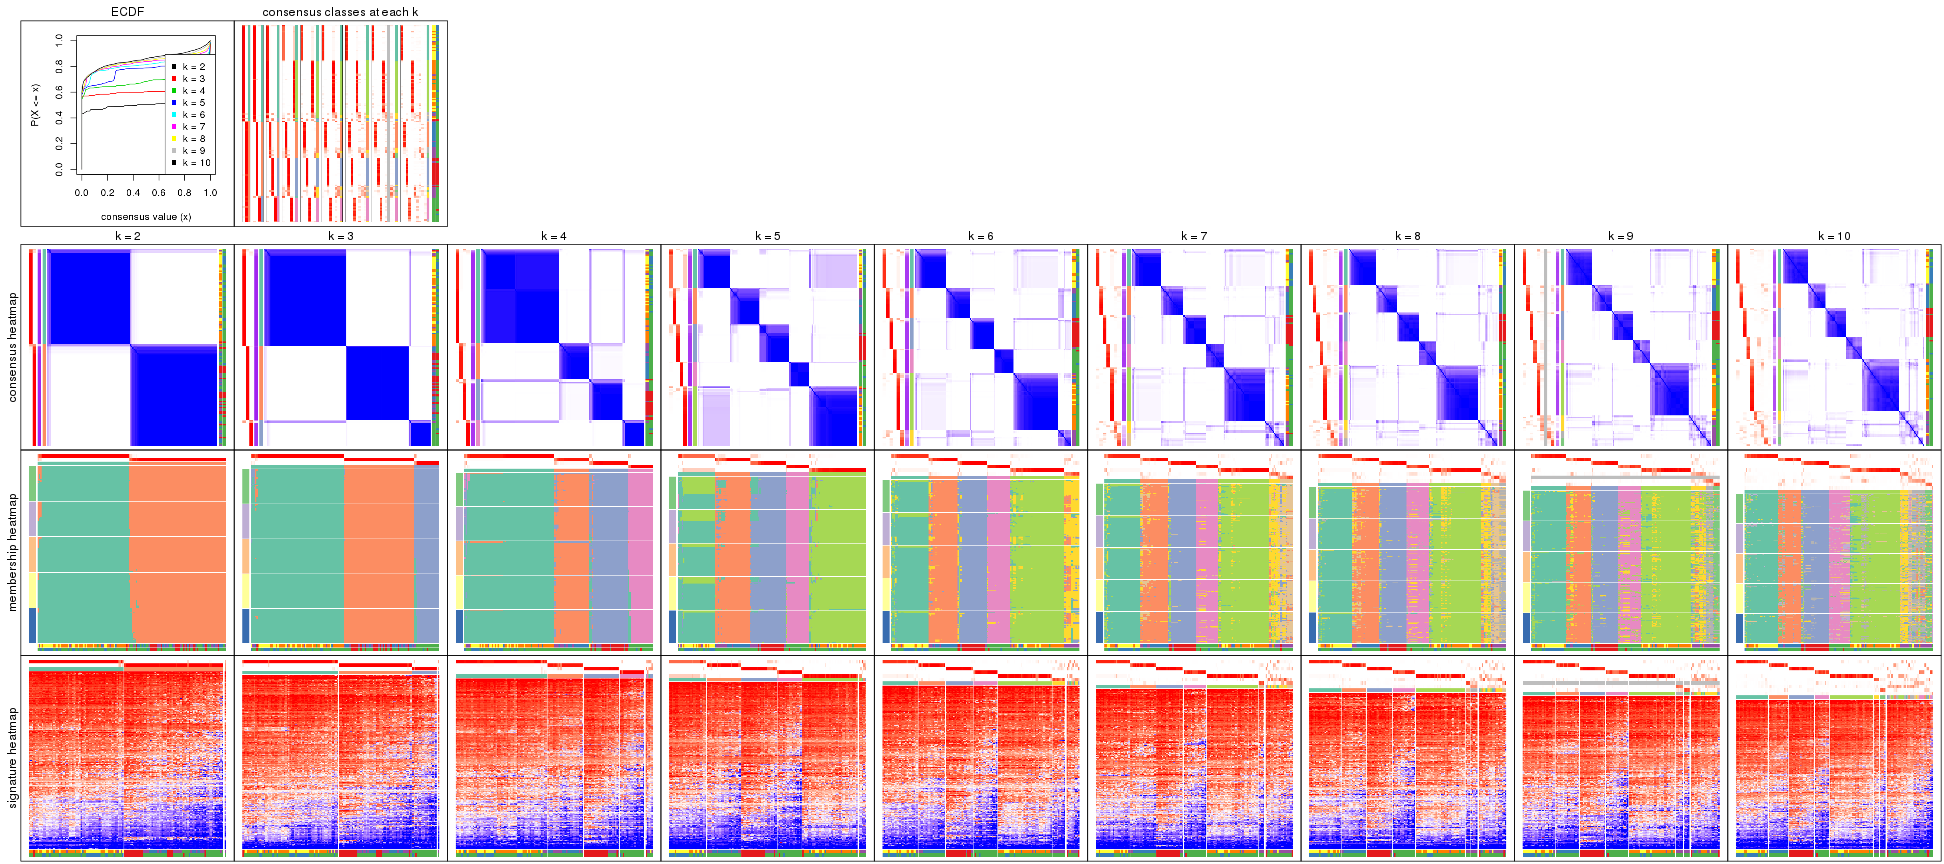 ECDF
consensus classes at each k
P(X <= x)
1.0
0.8
0.6
0.4
0.2
0.0
k = 2
k = 3
k = 4
k = 5
k = 6
k = 7
k = 8
k = 9
k = 10
0.0 0.2 0.4 0.6 0.8 1.0
consensus value (x)
k = 2 k = 3 k = 4 k = 5 k = 6 k = 7 k = 8 k = 9 k = 10
consensus heatmap
membership heatmap
signature heatmap